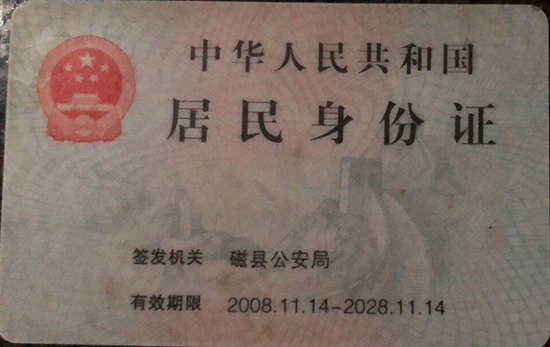 中华人民共和国
居民身份证
签发机关 磁县公安局
有效期限 2008.11.14-2028.11.14